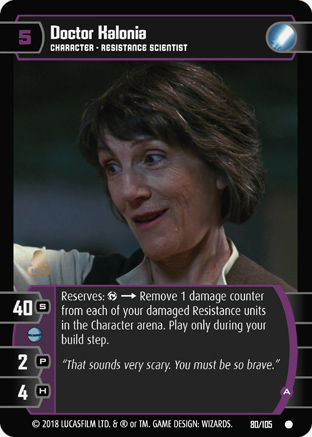 5
Doctor Kalonia
CHARACTER • RESISTANCE SCIENTIST
40 S
Reserves: → Remove 1 damage counter
from each of your damaged Resistance units
in the Character arena. Play only during your
build step.
2 P
"That sounds very scary. You must be so brave."
4 H
A
© 2018 LUCASFILM LTD. & ® or TM. GAME DESIGN: WIZARDS.
80/105